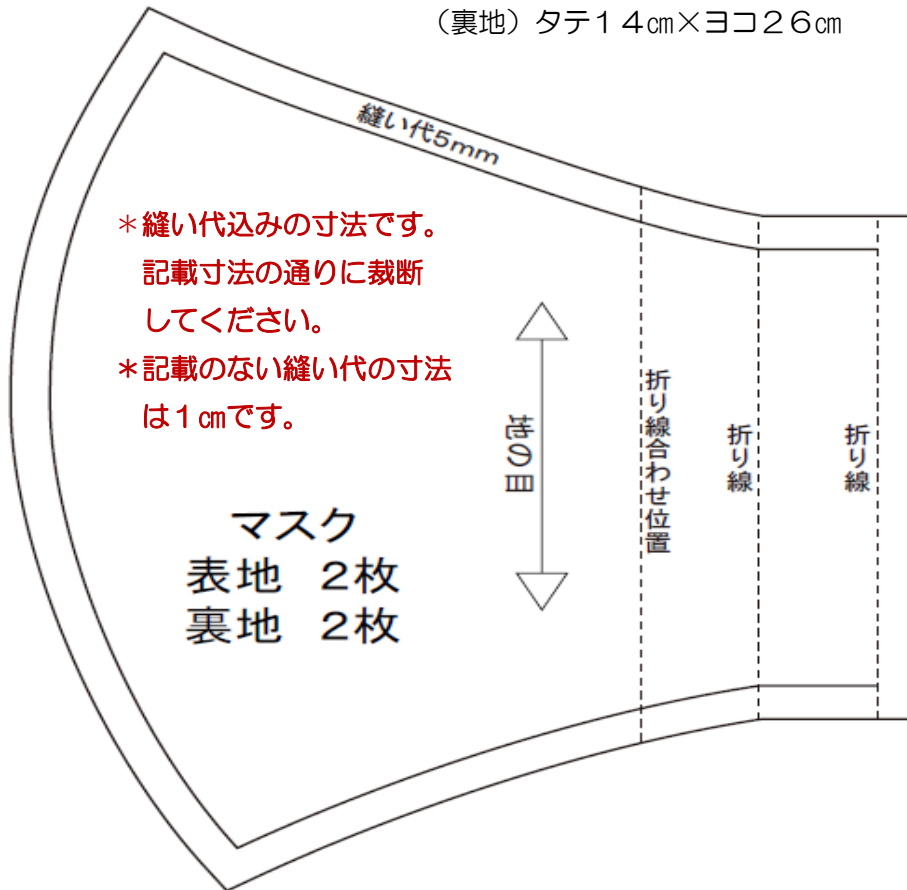 （裏地）タテ１４㎝×ヨコ２６㎝
縫い代5mm
＊縫い代込みの寸法です。
記載寸法の通りに裁断
してください。
＊記載のない縫い代の寸法
は１㎝です。
地の目
折り線合わせ位置
折り線
折り線
マスク
表地　2枚
裏地　2枚